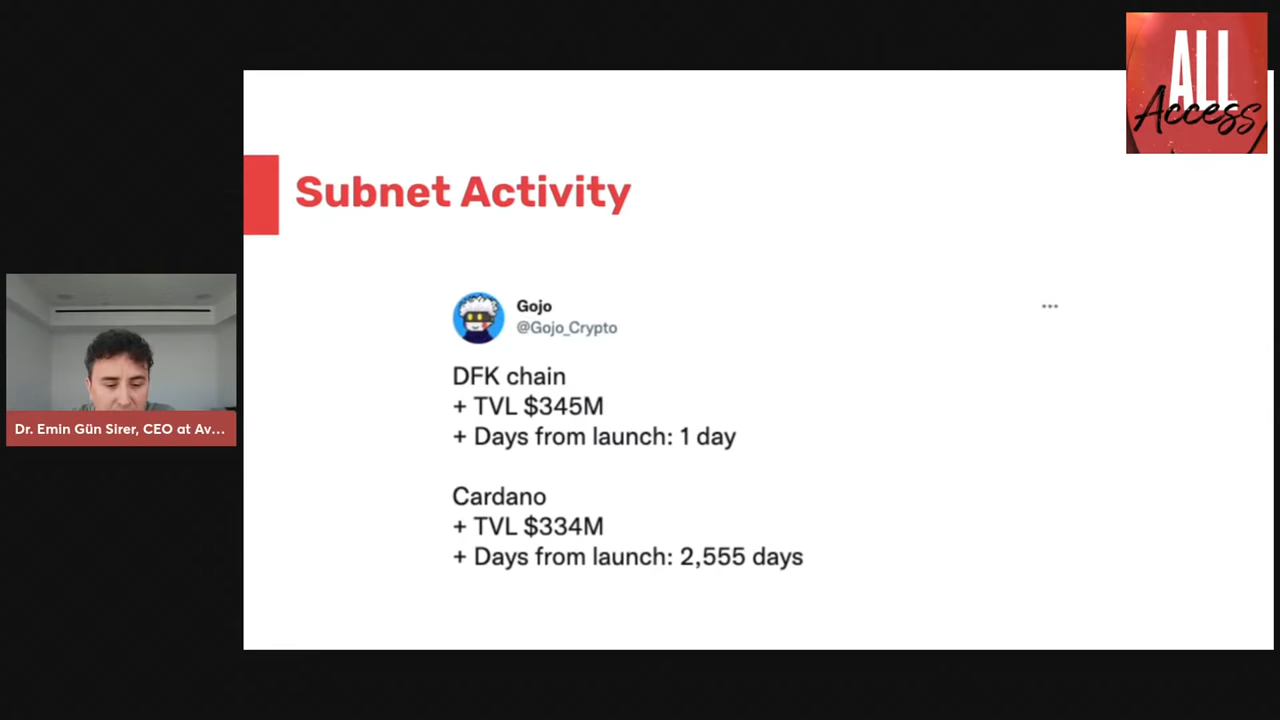 ALL
Access
Subnet Activity
Gojo
@Gojo_Crypto
DFK chain
+ TVL $345M
+ Days from launch: 1 day
Cardano
+ TVL $334M
+ Days from launch: 2,555 days
Dr. Emin Gün Sirer, CEO at Av...